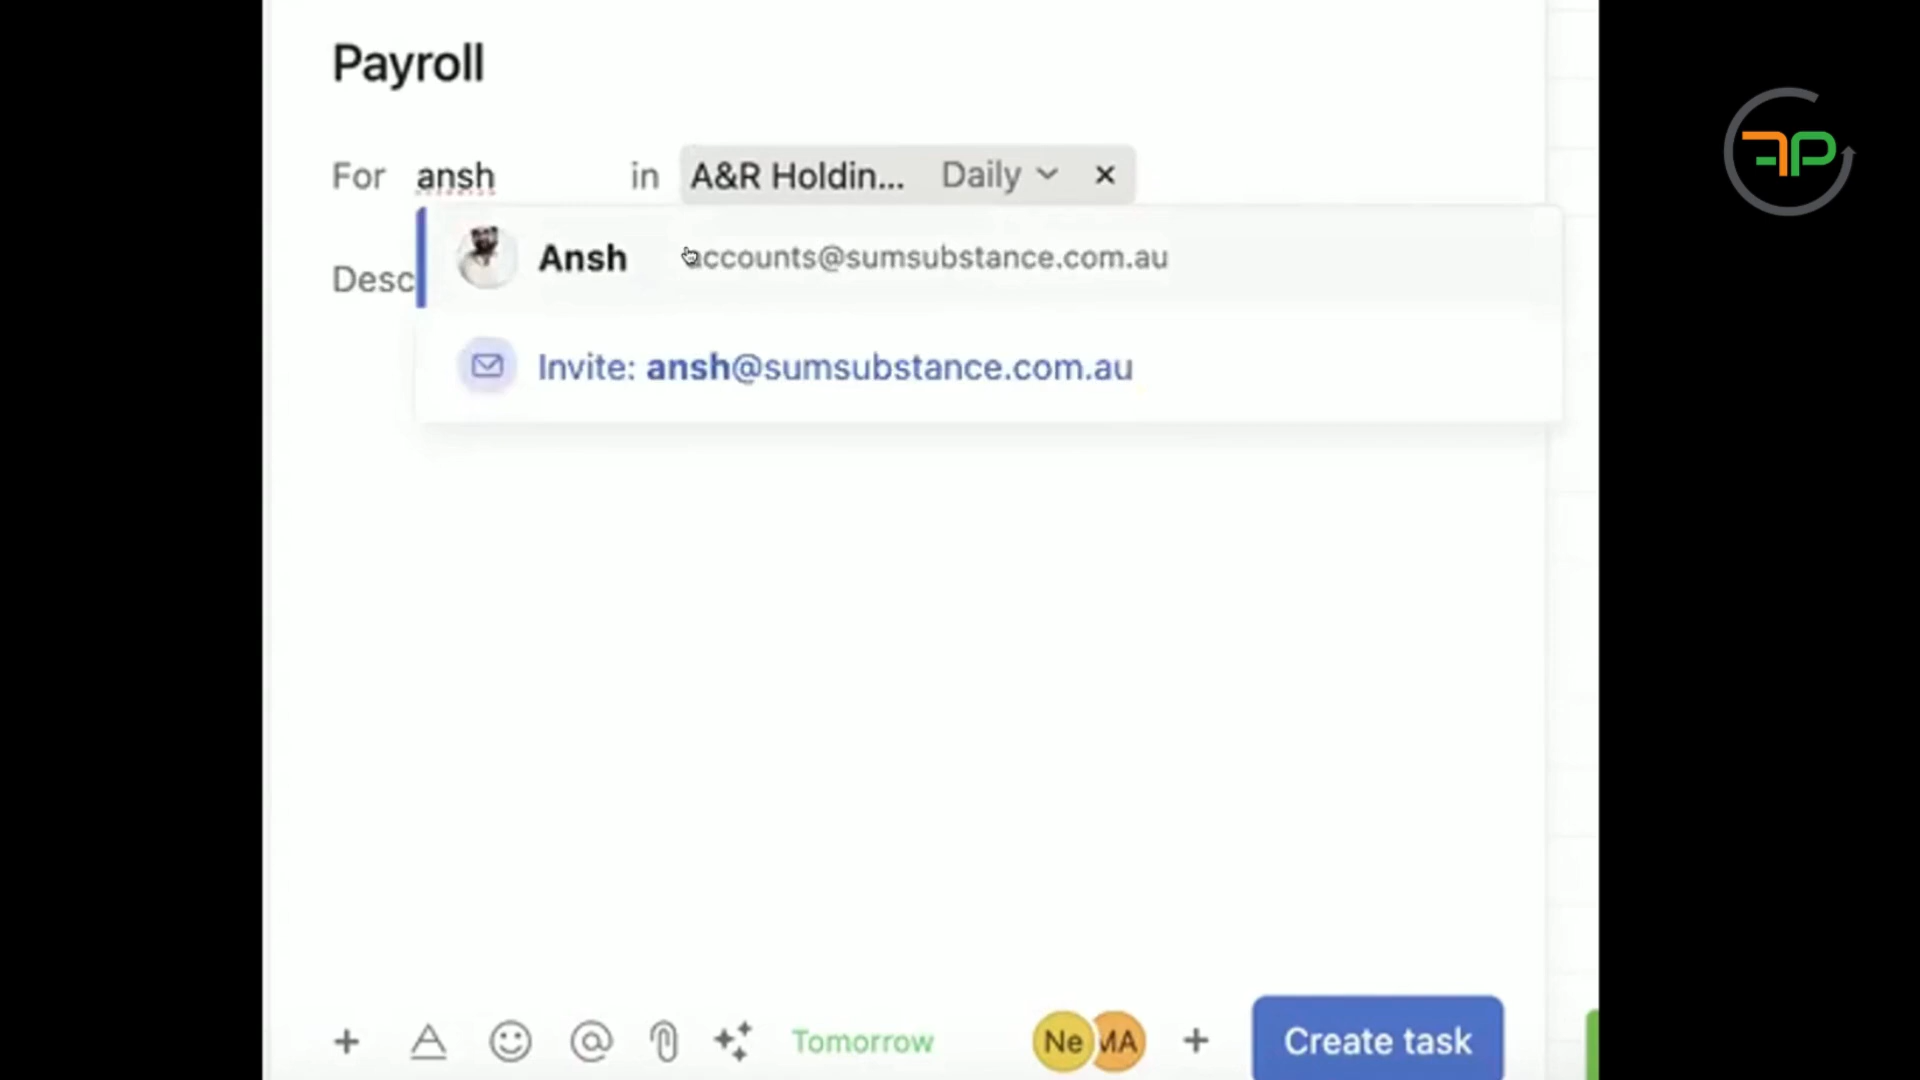 Payroll
For ansh in A&R Holdin... Daily
Ansh accounts@sumsubstance.com.au
Desc
Invite: ansh@sumsubstance.com.au
Tomorrow Ne MA Create task
FP